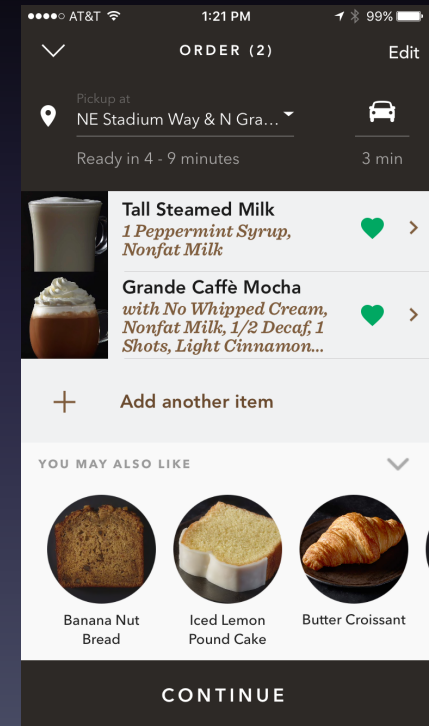 AT&T 1:21 PM 99%
ORDER (2) Edit
Pickup at
NE Stadium Way & N Gra...
Ready in 4 - 9 minutes 3 min
Tall Steamed Milk
1 Peppermint Syrup,
Nonfat Milk
Grande Caffè Mocha
with No Whipped Cream,
Nonfat Milk, 1/2 Decaf, 1
Shots, Light Cinnamon...
+ Add another item
YOU MAY ALSO LIKE
Banana Nut
Bread
Iced Lemon
Pound Cake
Butter Croissant
CONTINUE